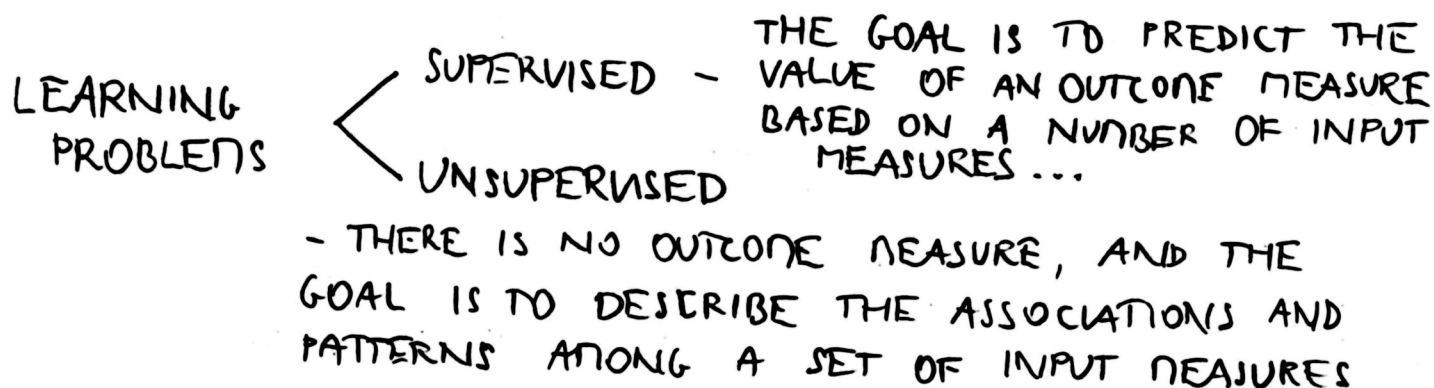 LEARNING PROBLEMS
SUPERVISED -
THE GOAL IS TO PREDICT THE
VALUE OF AN OUTCOME MEASURE
BASED ON A NUMBER OF INPUT
MEASURES ...
UNSUPERVISED
- THERE IS NO OUTCOME MEASURE, AND THE
GOAL IS TO DESCRIBE THE ASSOCIATIONS AND
PATTERNS AMONG A SET OF INPUT MEASURES